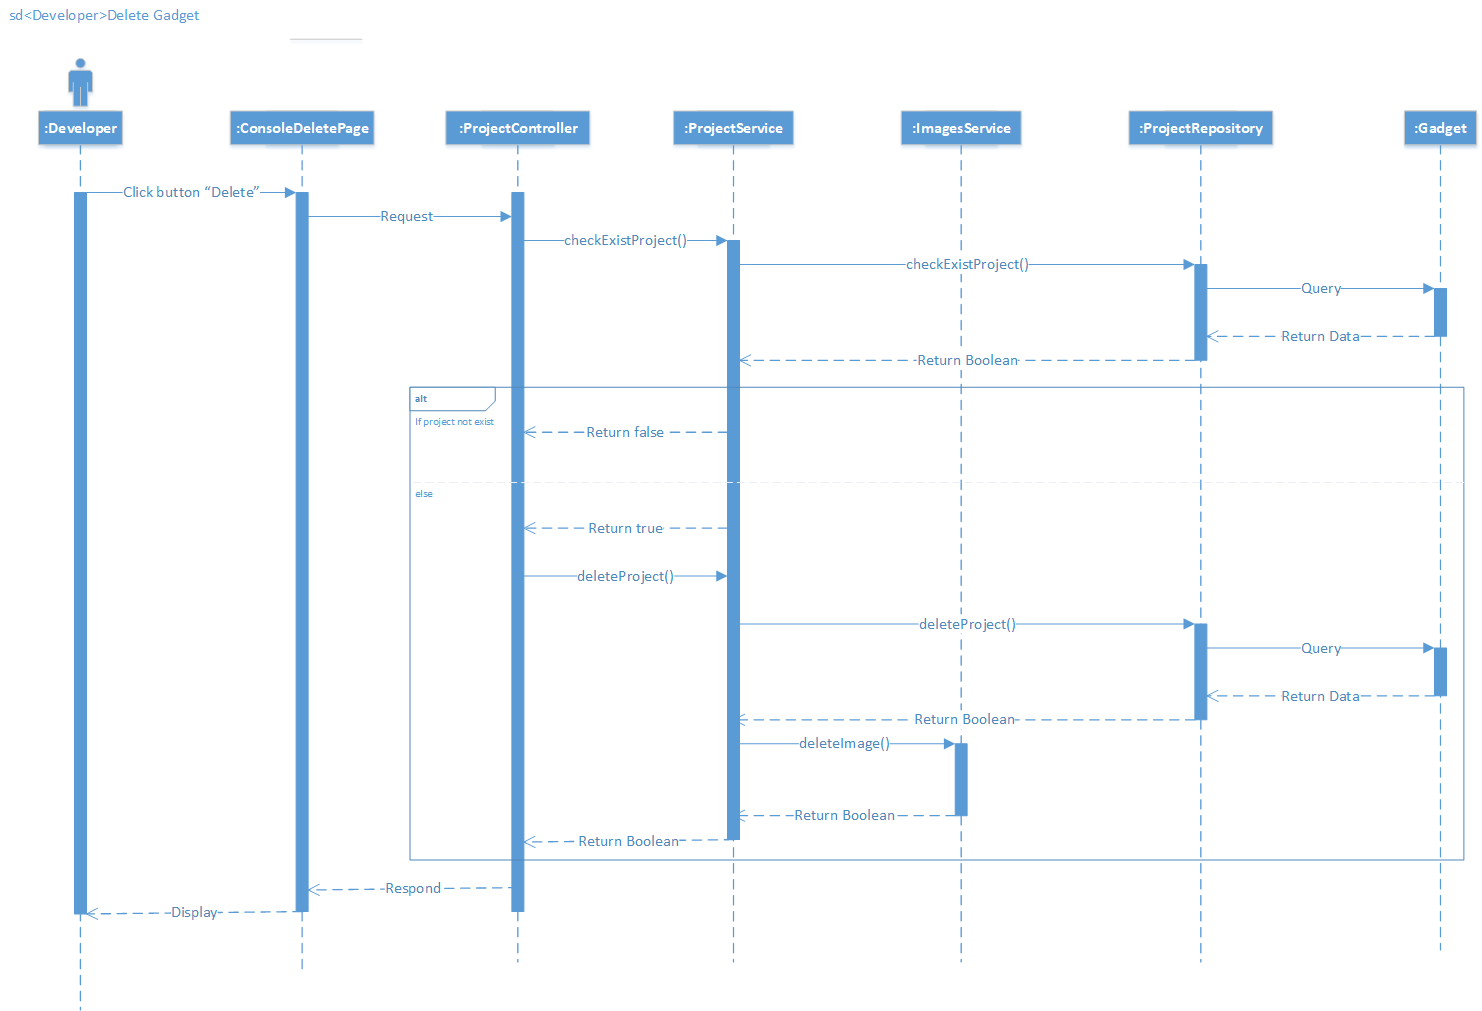 sd<Developer>Delete Gadget
:Developer
:ConsoleDeletePage
:ProjectController
:ProjectService
:ImagesService
:ProjectRepository
:Gadget
Click button “Delete”
Request
checkExistProject()
checkExistProject()
Query
Return Data
Return Boolean
alt
If project not exist
Return false
else
Return true
deleteProject()
deleteProject()
Query
Return Data
Return Boolean
deleteImage()
Return Boolean
Return Boolean
Respond
Display